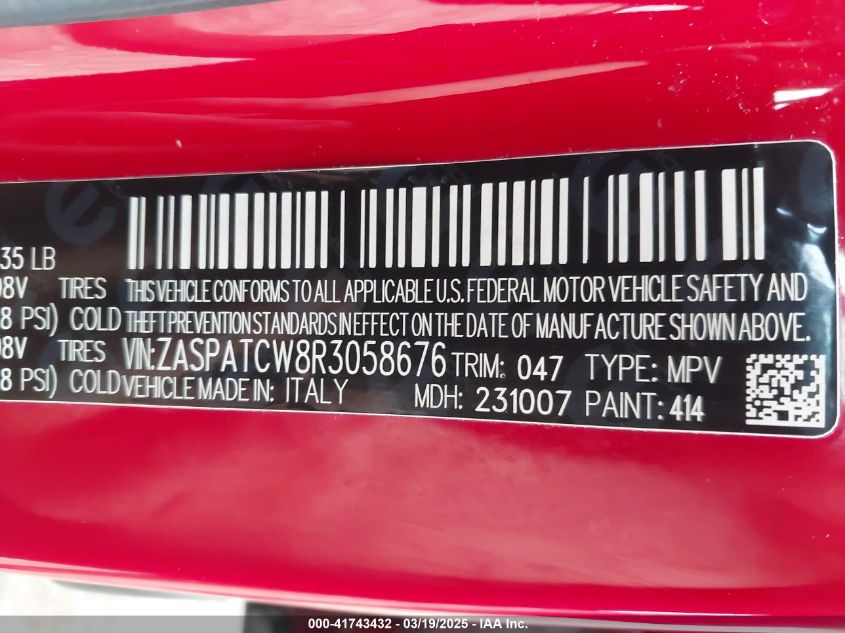 35 LB
08V TIRES THIS VEHICLE CONFORMS TO ALL APPLICABLE U.S. FEDERAL MOTOR VEHICLE SAFETY AND
8 PSI) COLD THEFT PREVENTION STANDARDS IN EFFECT ON THE DATE OF MANUFACTURE SHOWN ABOVE.
08V TIRES VIN:ZASPATCW8R3058676 TRIM: 047 TYPE: MPV
8 PSI) COLD VEHICLE MADE IN: ITALY MDH: 231007 PAINT: 414
000-41743432 — 03/19/2025 — IAA Inc.